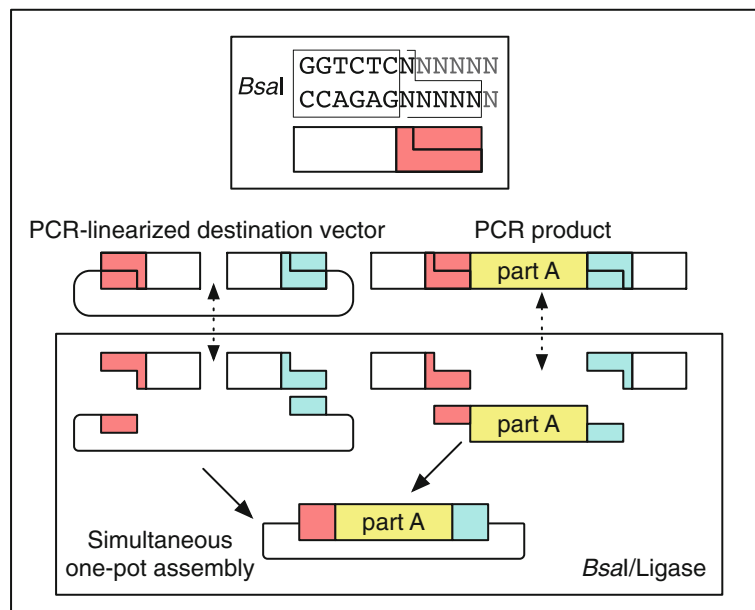 GGTCTCNNNNNN
BsaI
CCAGAGNNNNNN
PCR-linearized destination vector
PCR product
part A
part A
part A
Simultaneous
one-pot assembly
BsaI/Ligase